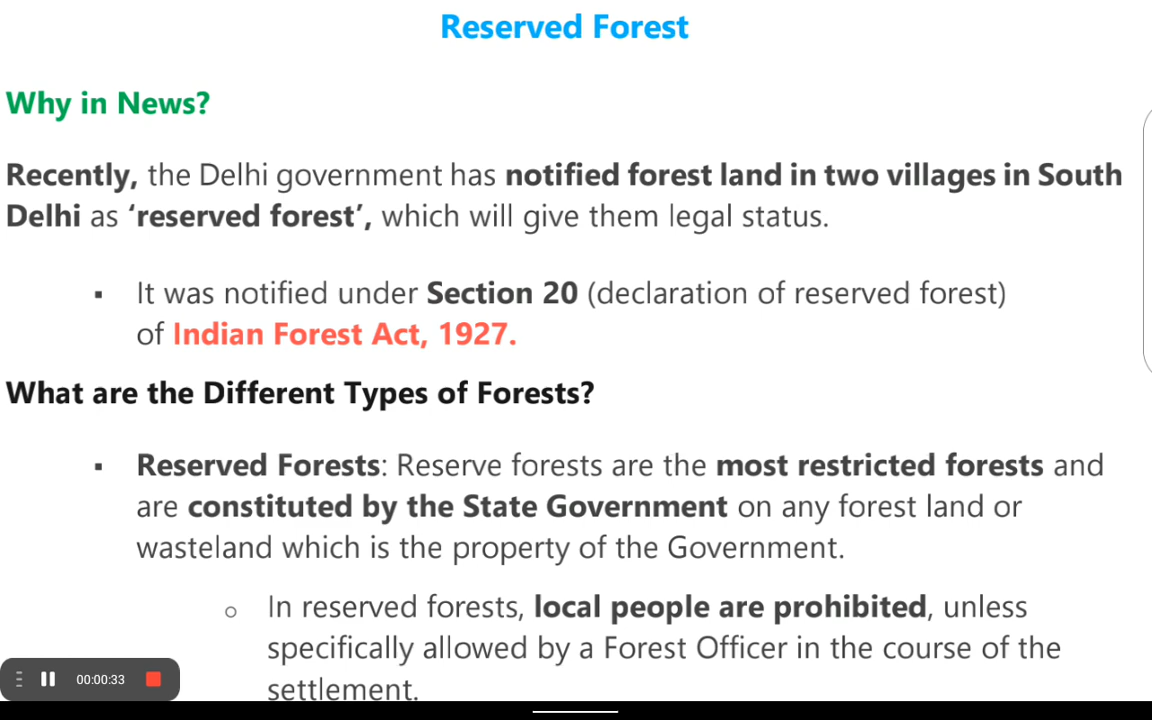 Reserved Forest
Why in News?
Recently, the Delhi government has notified forest land in two villages in South
Delhi as ‘reserved forest’, which will give them legal status.
▪ It was notified under Section 20 (declaration of reserved forest)
of Indian Forest Act, 1927.
What are the Different Types of Forests?
▪ Reserved Forests: Reserve forests are the most restricted forests and
are constituted by the State Government on any forest land or
wasteland which is the property of the Government.
o In reserved forests, local people are prohibited, unless
specifically allowed by a Forest Officer in the course of the
settlement.
00:00:33